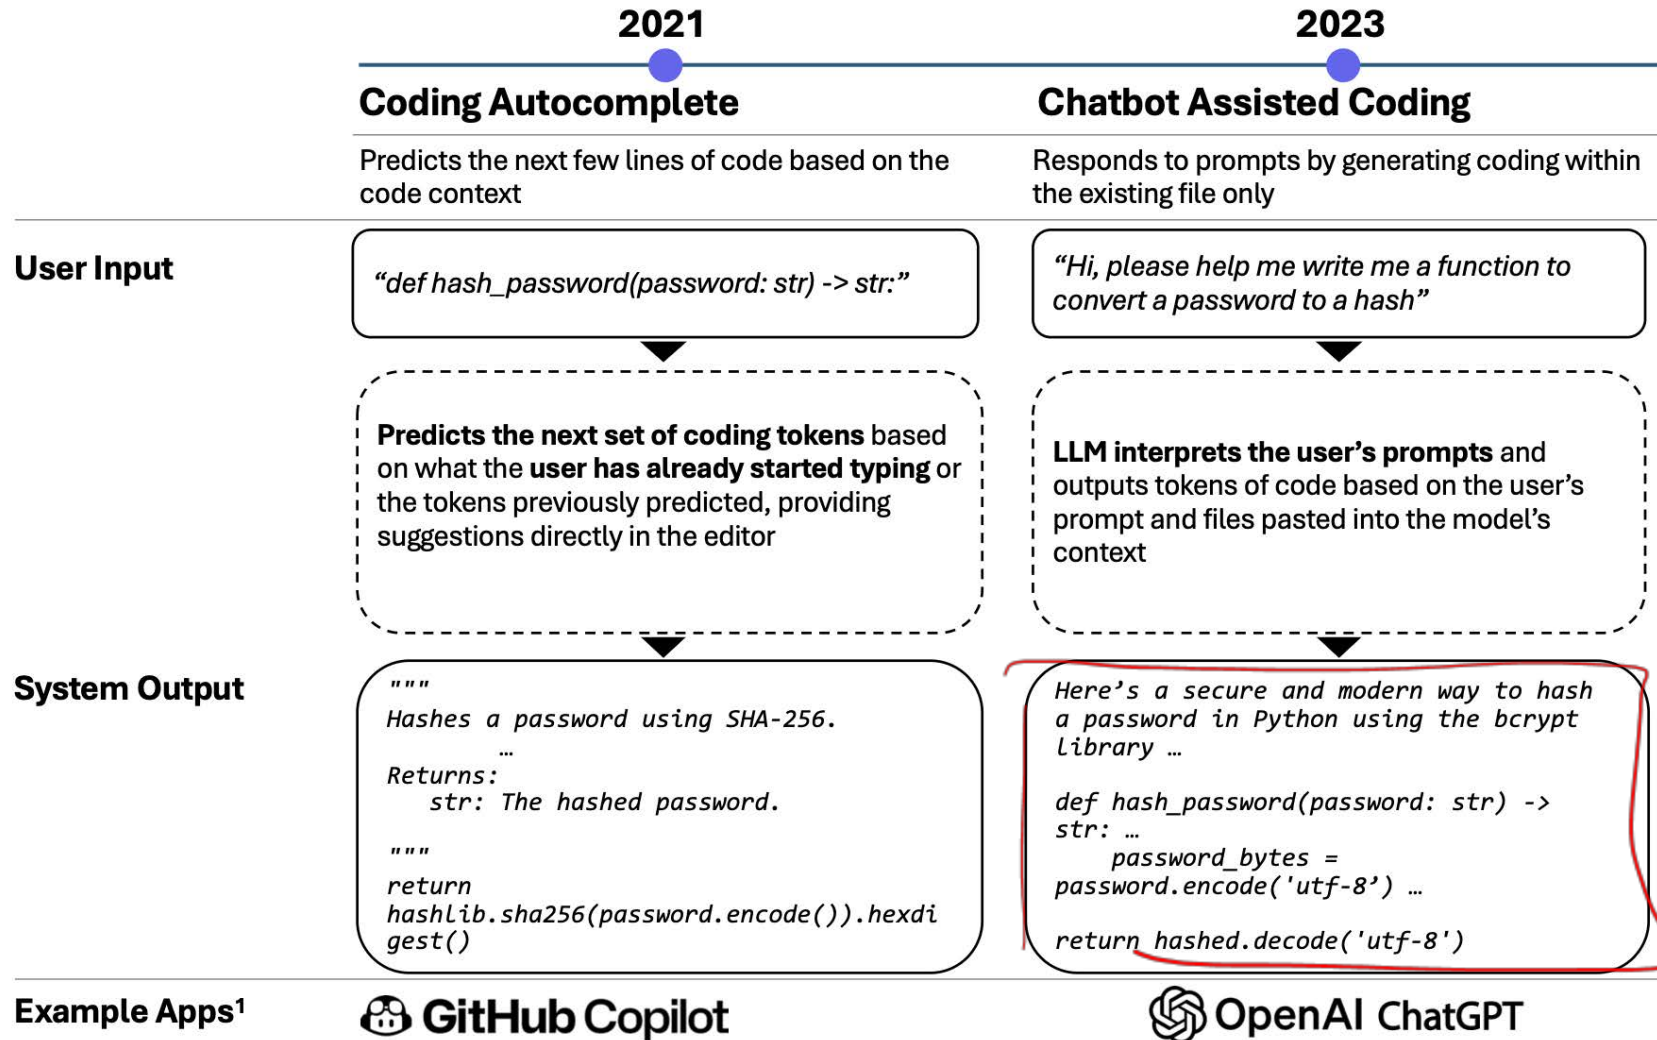 2021
2023
Coding Autocomplete
Chatbot Assisted Coding
Predicts the next few lines of code based on the
code context
Responds to prompts by generating coding within
the existing file only
User Input
“def hash_password(password: str) -> str:”
“Hi, please help me write me a function to
convert a password to a hash”
Predicts the next set of coding tokens based
on what the user has already started typing or
the tokens previously predicted, providing
suggestions directly in the editor
LLM interprets the user’s prompts and
outputs tokens of code based on the user’s
prompt and files pasted into the model’s
context
System Output
"""
Hashes a password using SHA-256.
…
Returns:
str: The hashed password.
"""
return
hashlib.sha256(password.encode()).hexdi
gest()
Here’s a secure and modern way to hash
a password in Python using the bcrypt
library …
def hash_password(password: str) ->
str: …
password_bytes =
password.encode('utf-8’) …
return hashed.decode('utf-8')
Example Apps¹
GitHub Copilot
OpenAI ChatGPT